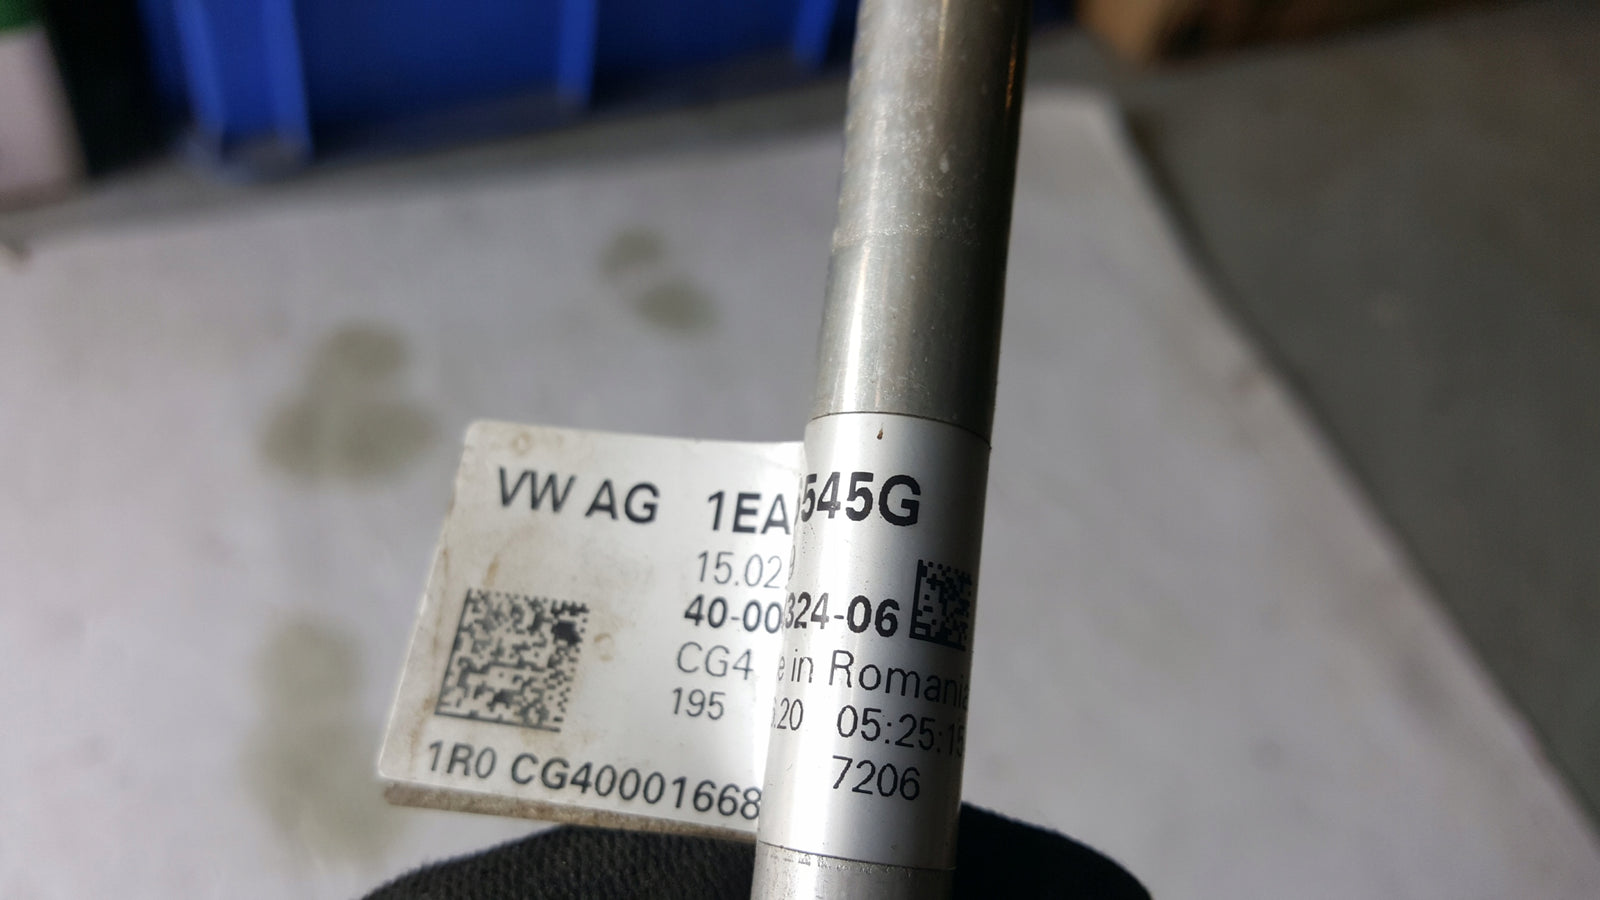 VW AG 1EA 545G
15.02
40-00 324-06
CG4 in Romania
195 .20 05:25:15
7206
1R0 CG40001668